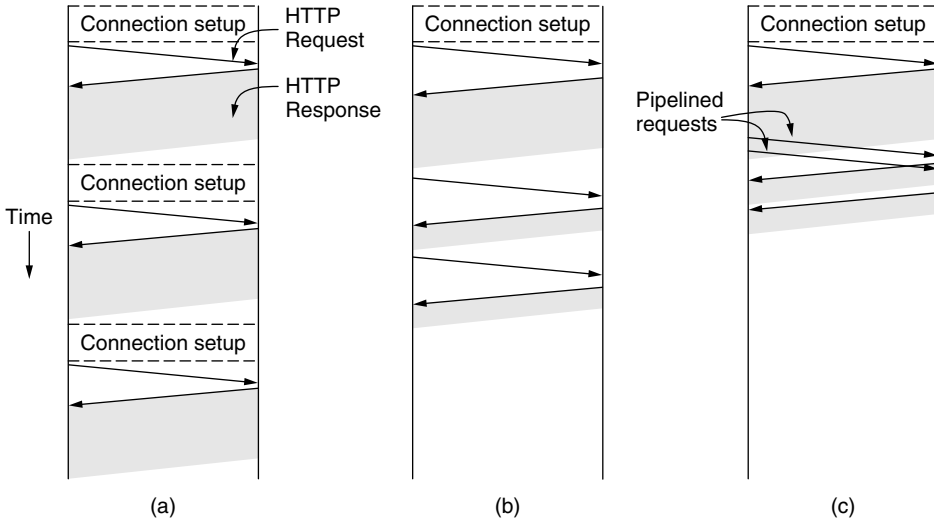 Connection setup
HTTP
Request
HTTP
Response
Connection setup
Connection setup
Time
(a)
Connection setup
(b)
Connection setup
Pipelined
requests
(c)